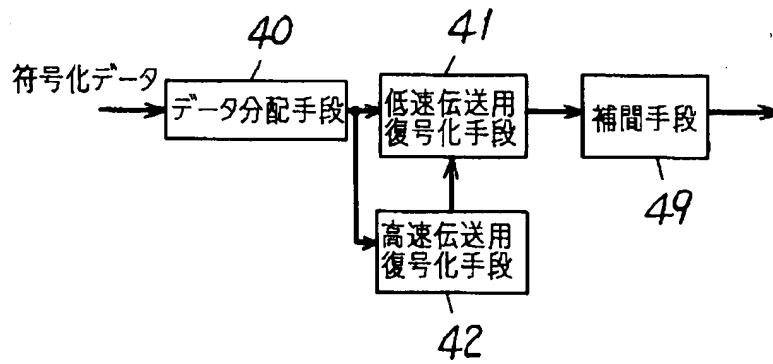 40
41
符号化データ
データ分配手段
低速伝送用
復号化手段
補間手段
49
高速伝送用
復号化手段
42